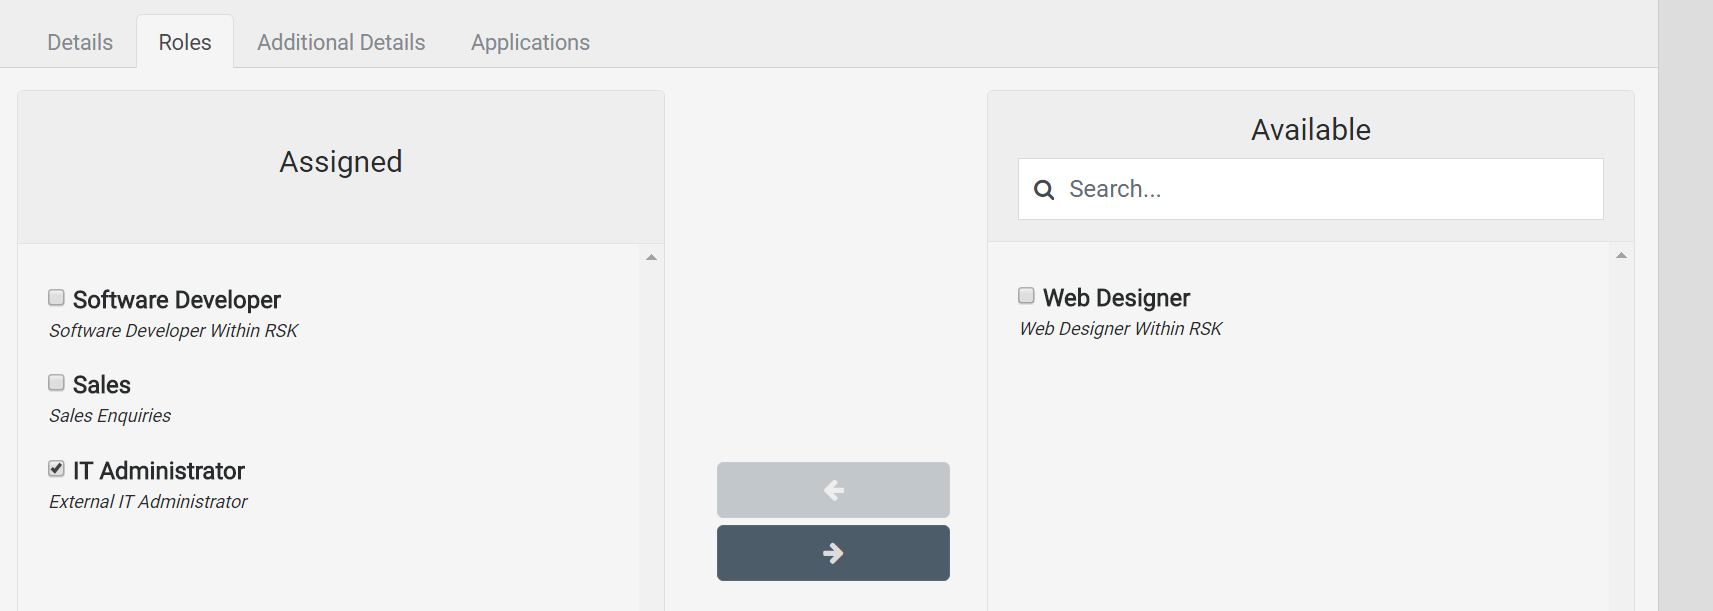 Details
Roles
Additional Details
Applications
Assigned
Software Developer
Software Developer Within RSK
Sales
Sales Enquiries
IT Administrator
External IT Administrator
Available
Search...
Web Designer
Web Designer Within RSK